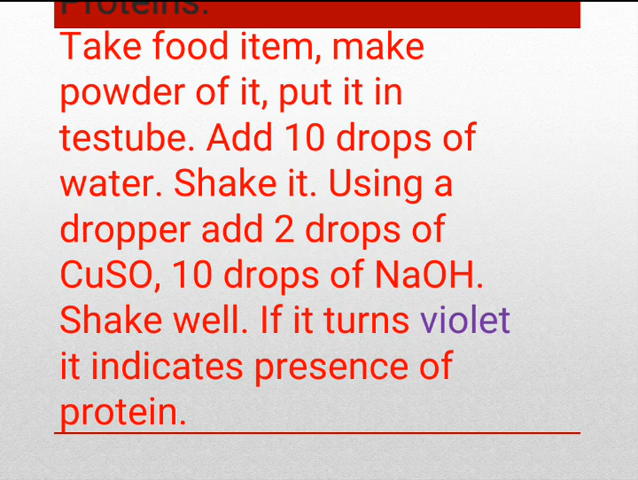 Proteins:
Take food item, make
powder of it, put it in
testube. Add 10 drops of
water. Shake it. Using a
dropper add 2 drops of
CuSO, 10 drops of NaOH.
Shake well. If it turns violet
it indicates presence of
protein.